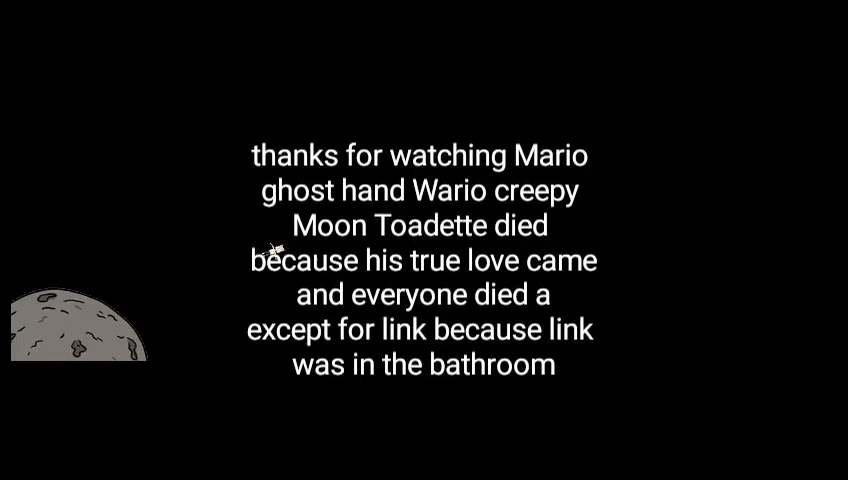 thanks for watching Mario
ghost hand Wario creepy
Moon Toadette died
because his true love came
and everyone died a
except for link because link
was in the bathroom